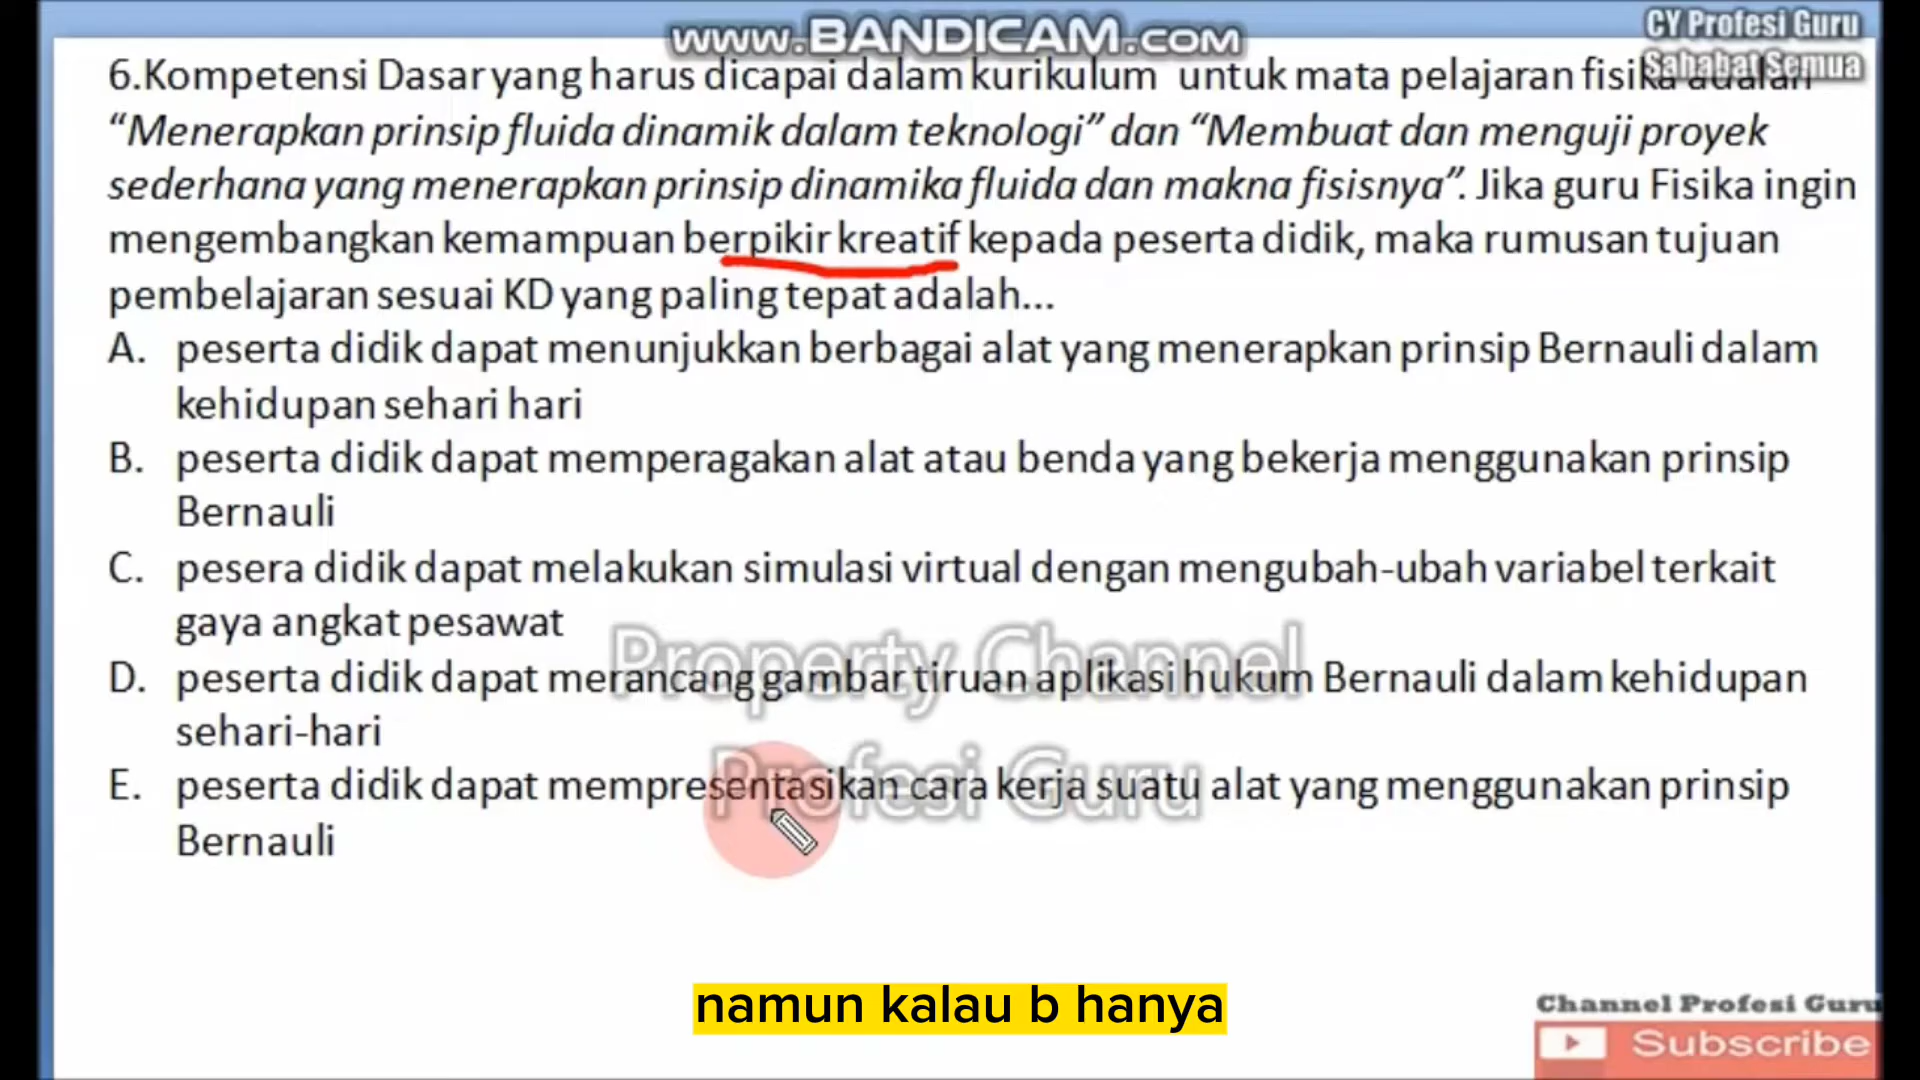 www.BANDICAM.com
CY Profesi Guru
Sahabat Semua
6.Kompetensi Dasar yang harus dicapai dalam kurikulum untuk mata pelajaran fisika adalah
“Menerapkan prinsip fluida dinamik dalam teknologi” dan “Membuat dan menguji proyek
sederhana yang menerapkan prinsip dinamika fluida dan makna fisisnya”. Jika guru Fisika ingin
mengembangkan kemampuan berpikir kreatif kepada peserta didik, maka rumusan tujuan
pembelajaran sesuai KD yang paling tepat adalah...
A. peserta didik dapat menunjukkan berbagai alat yang menerapkan prinsip Bernauli dalam
kehidupan sehari hari
B. peserta didik dapat memperagakan alat atau benda yang bekerja menggunakan prinsip
Bernauli
C. pesera didik dapat melakukan simulasi virtual dengan mengubah-ubah variabel terkait
gaya angkat pesawat
Property Channel
D. peserta didik dapat merancang gambar tiruan aplikasi hukum Bernauli dalam kehidupan
sehari-hari
Profesi Guru
E. peserta didik dapat mempresentasikan cara kerja suatu alat yang menggunakan prinsip
Bernauli
namun kalau b hanya
Channel Profesi Guru
Subscribe